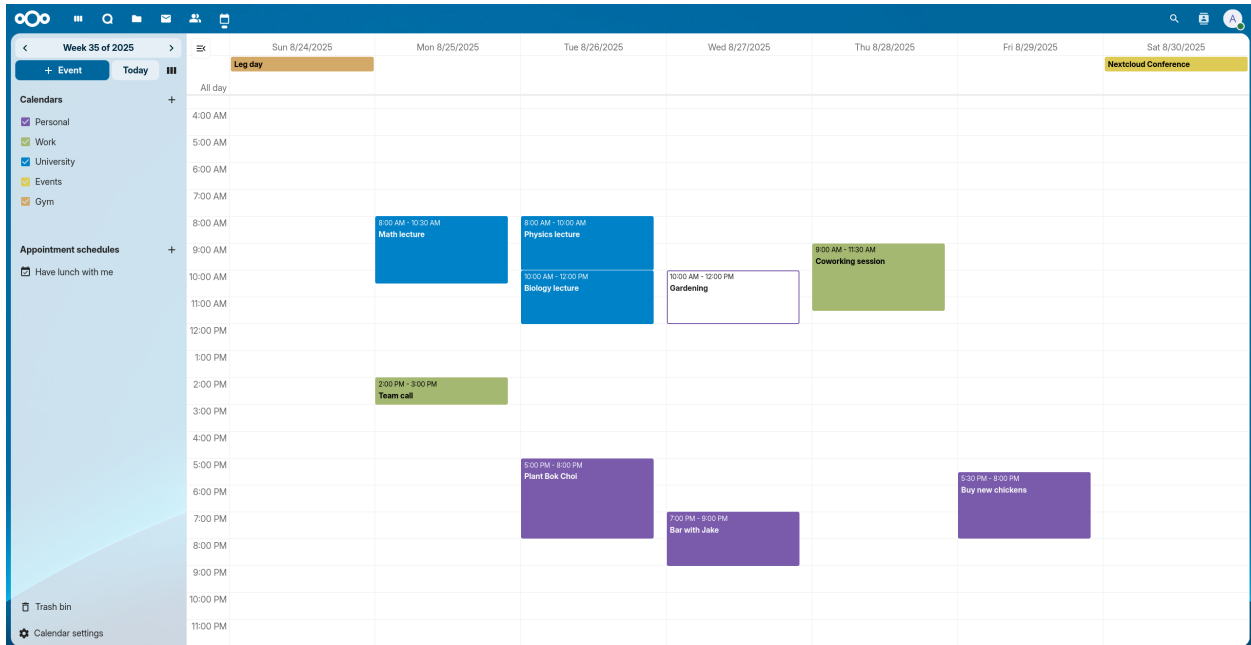 Week 35 of 2025
+ Event
Today
Calendars
Personal
Work
University
Events
Gym
Appointment schedules
Have lunch with me
Trash bin
Calendar settings
A
Sun 8/24/2025
Mon 8/25/2025
Tue 8/26/2025
Wed 8/27/2025
Thu 8/28/2025
Fri 8/29/2025
Sat 8/30/2025
All day
Leg day
Nextcloud Conference
4:00 AM
5:00 AM
6:00 AM
7:00 AM
8:00 AM
9:00 AM
10:00 AM
11:00 AM
12:00 PM
1:00 PM
2:00 PM
3:00 PM
4:00 PM
5:00 PM
6:00 PM
7:00 PM
8:00 PM
9:00 PM
10:00 PM
11:00 PM
8:00 AM - 10:30 AM
Math lecture
2:00 PM - 3:00 PM
Team call
8:00 AM - 10:00 AM
Physics lecture
10:00 AM - 12:00 PM
Biology lecture
5:00 PM - 8:00 PM
Plant Bok Choi
10:00 AM - 12:00 PM
Gardening
7:00 PM - 9:00 PM
Bar with Jake
9:00 AM - 11:30 AM
Coworking session
5:30 PM - 8:00 PM
Buy new chickens